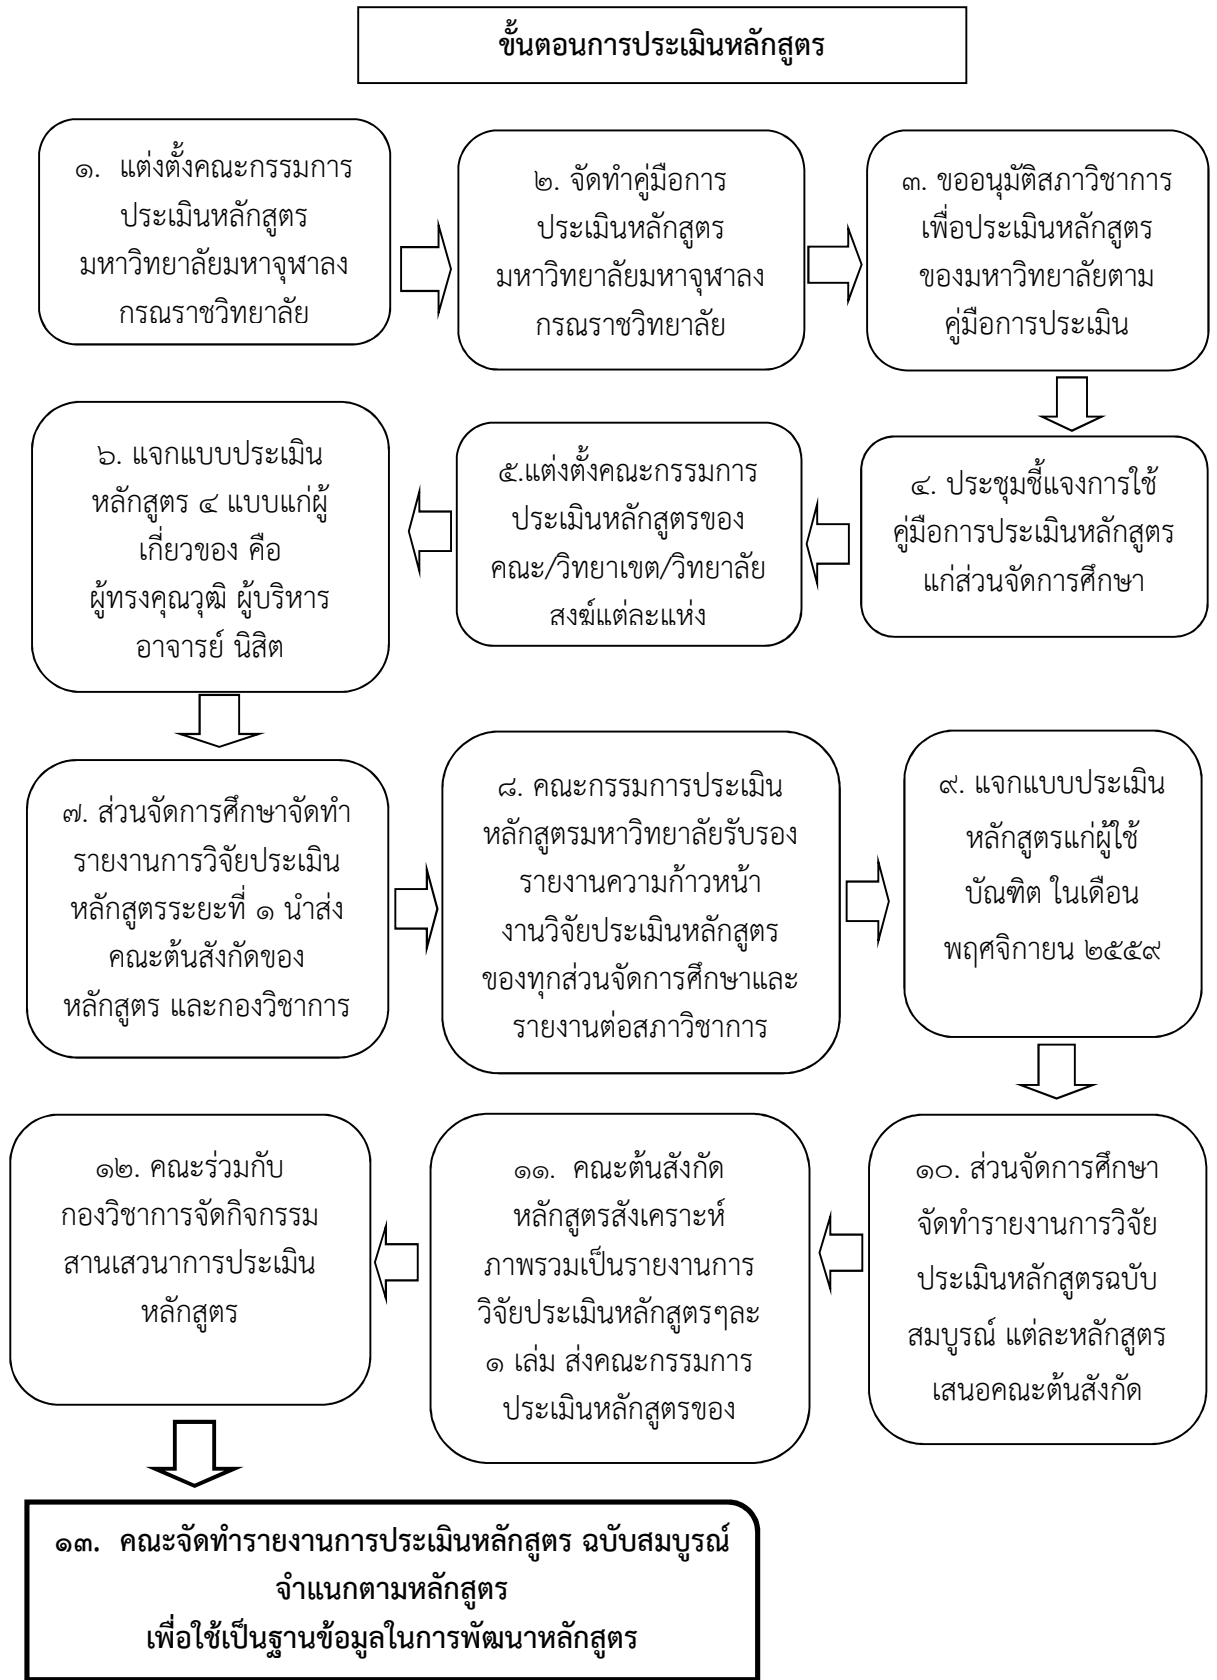 ขั้นตอนการประเมินหลักสูตร
๑. แต่งตั้งคณะกรรมการ
ประเมินหลักสูตร
มหาวิทยาลัยมหาจุฬาลง
กรณราชวิทยาลัย
๒. จัดทำคู่มือการ
ประเมินหลักสูตร
มหาวิทยาลัยมหาจุฬาลง
กรณราชวิทยาลัย
๓. ขออนุมัติสภาวิชาการ
เพื่อประเมินหลักสูตร
ของมหาวิทยาลัยตาม
คู่มือการประเมิน
๔. ประชุมชี้แจงการใช้
คู่มือการประเมินหลักสูตร
แก่ส่วนจัดการศึกษา
๕.แต่งตั้งคณะกรรมการ
ประเมินหลักสูตรของ
คณะ/วิทยาเขต/วิทยาลัย
สงฆ์แต่ละแห่ง
๖. แจกแบบประเมิน
หลักสูตร ๔ แบบแก่ผู้
เกี่ยวของ คือ
ผู้ทรงคุณวุฒิ ผู้บริหาร
อาจารย์ นิสิต
๗. ส่วนจัดการศึกษาจัดทำ
รายงานการวิจัยประเมิน
หลักสูตรระยะที่ ๑ นำส่ง
คณะต้นสังกัดของ
หลักสูตร และกองวิชาการ
๘. คณะกรรมการประเมิน
หลักสูตรมหาวิทยาลัยรับรอง
รายงานความก้าวหน้า
งานวิจัยประเมินหลักสูตร
ของทุกส่วนจัดการศึกษาและ
รายงานต่อสภาวิชาการ
๙. แจกแบบประเมิน
หลักสูตรแก่ผู้ใช้
บัณฑิต ในเดือน
พฤศจิกายน ๒๕๕๙
๑๐. ส่วนจัดการศึกษา
จัดทำรายงานการวิจัย
ประเมินหลักสูตรฉบับ
สมบูรณ์ แต่ละหลักสูตร
เสนอคณะต้นสังกัด
๑๑. คณะต้นสังกัด
หลักสูตรสังเคราะห์
ภาพรวมเป็นรายงานการ
วิจัยประเมินหลักสูตรๆละ
๑ เล่ม ส่งคณะกรรมการ
ประเมินหลักสูตรของ
๑๒. คณะร่วมกับ
กองวิชาการจัดกิจกรรม
สานเสวนาการประเมิน
หลักสูตร
๑๓. คณะจัดทำรายงานการประเมินหลักสูตร ฉบับสมบูรณ์
จำแนกตามหลักสูตร
เพื่อใช้เป็นฐานข้อมูลในการพัฒนาหลักสูตร